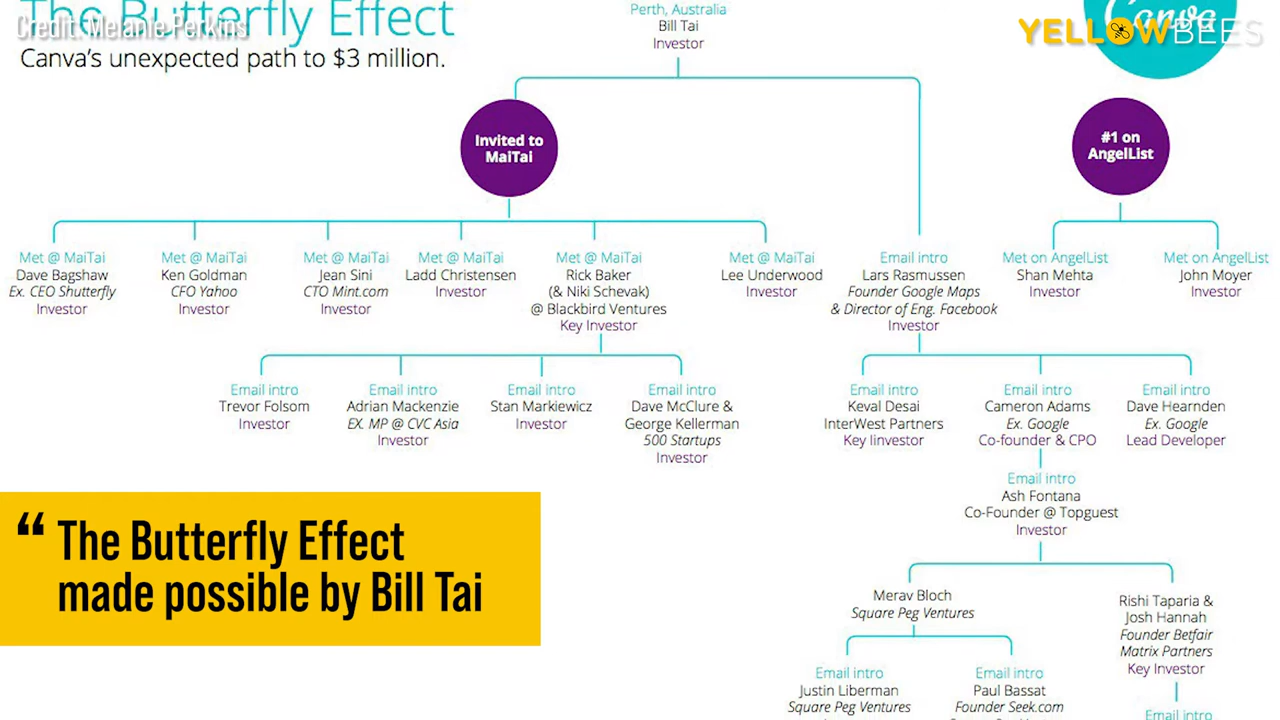 The Butterfly Effect
Credit: Melanie Perkins
Canva’s unexpected path to $3 million.
Perth, Australia
Bill Tai
Investor
Canva
YELLOWBEES
Invited to
MaiTai
#1 on
AngelList
Met @ MaiTai
Dave Bagshaw
Ex. CEO Shutterfly
Investor
Met @ MaiTai
Ken Goldman
CFO Yahoo
Investor
Met @ MaiTai
Jean Sini
CTO Mint.com
Investor
Met @ MaiTai
Ladd Christensen
Investor
Met @ MaiTai
Rick Baker
(& Niki Schevak)
@ Blackbird Ventures
Key Investor
Met @ MaiTai
Lee Underwood
Investor
Email intro
Lars Rasmussen
Founder Google Maps
& Director of Eng. Facebook
Investor
Met on AngelList
Shan Mehta
Investor
Met on AngelList
John Moyer
Investor
Email intro
Trevor Folsom
Investor
Email intro
Adrian Mackenzie
EX. MP @ CVC Asia
Investor
Email intro
Stan Markiewicz
Investor
Email intro
Dave McClure &
George Kellerman
500 Startups
Investor
Email intro
Keval Desai
InterWest Partners
Key Iinvestor
Email intro
Cameron Adams
Ex. Google
Co-founder & CPO
Email intro
Dave Hearnden
Ex. Google
Lead Developer
Email intro
Ash Fontana
Co-Founder @ Topguest
Investor
Merav Bloch
Square Peg Ventures
Rishi Taparia &
Josh Hannah
Founder Betfair
Matrix Partners
Key Investor
Email intro
Justin Liberman
Square Peg Ventures
Email intro
Paul Bassat
Founder Seek.com
Email intro
“ The Butterfly Effect
made possible by Bill Tai